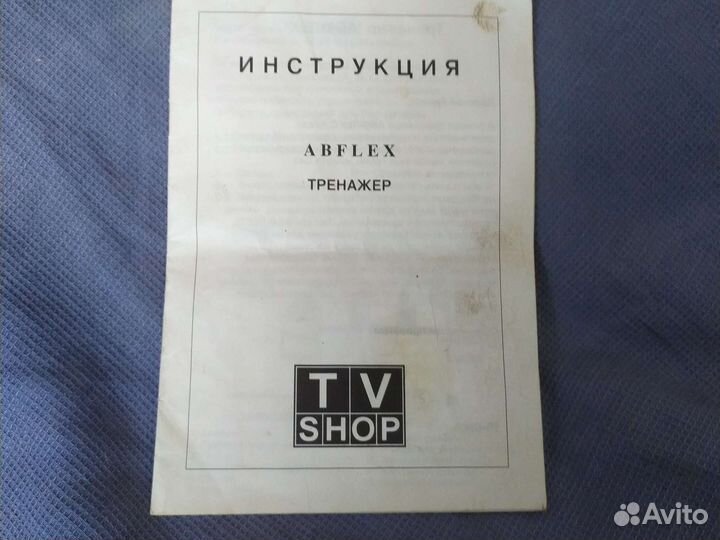 ИНСТРУКЦИЯ
ABFLEX
ТРЕНАЖЕР
TV
SHOP
Avito